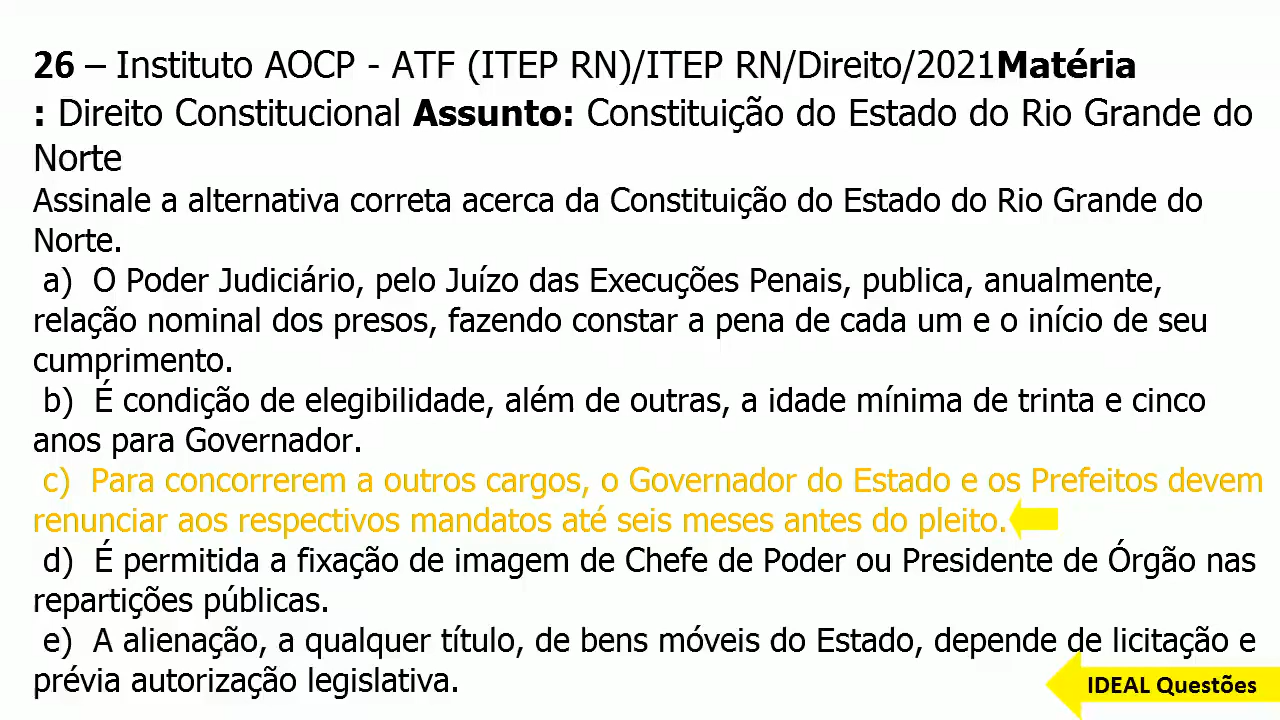 26 – Instituto AOCP - ATF (ITEP RN)/ITEP RN/Direito/2021Matéria
: Direito Constitucional Assunto: Constituição do Estado do Rio Grande do
Norte
Assinale a alternativa correta acerca da Constituição do Estado do Rio Grande do
Norte.
a) O Poder Judiciário, pelo Juízo das Execuções Penais, publica, anualmente,
relação nominal dos presos, fazendo constar a pena de cada um e o início de seu
cumprimento.
b) É condição de elegibilidade, além de outras, a idade mínima de trinta e cinco
anos para Governador.
c) Para concorrerem a outros cargos, o Governador do Estado e os Prefeitos devem
renunciar aos respectivos mandatos até seis meses antes do pleito.
d) É permitida a fixação de imagem de Chefe de Poder ou Presidente de Órgão nas
repartições públicas.
e) A alienação, a qualquer título, de bens móveis do Estado, depende de licitação e
prévia autorização legislativa.
IDEAL Questões